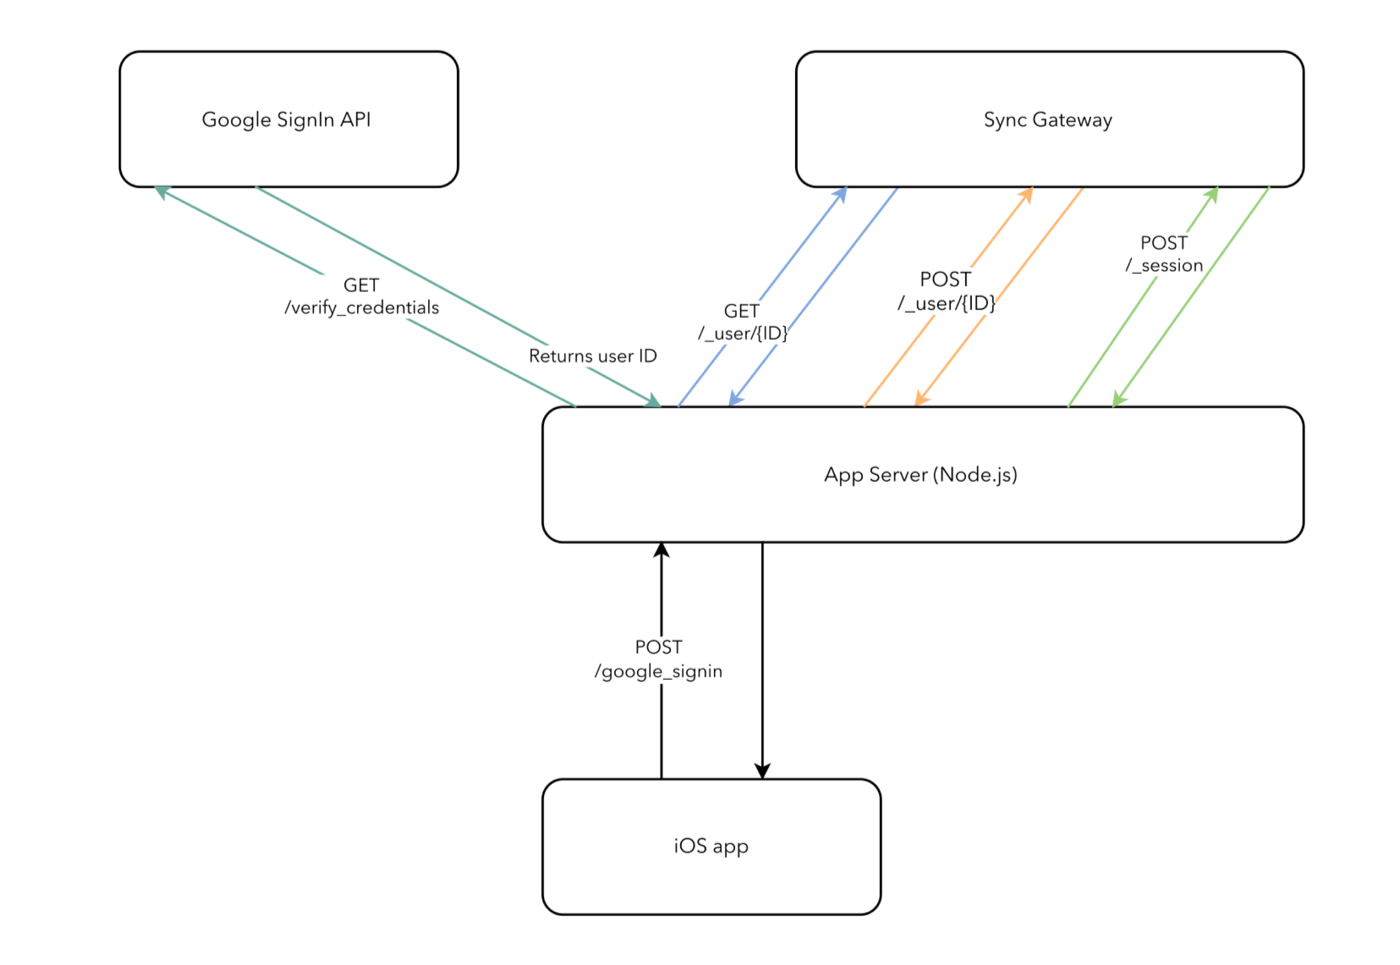 Google SignIn API
Sync Gateway
GET
/verify_credentials
Returns user ID
GET
/_user/{ID}
POST
/_user/{ID}
POST
/_session
App Server (Node.js)
POST
/google_signin
iOS app